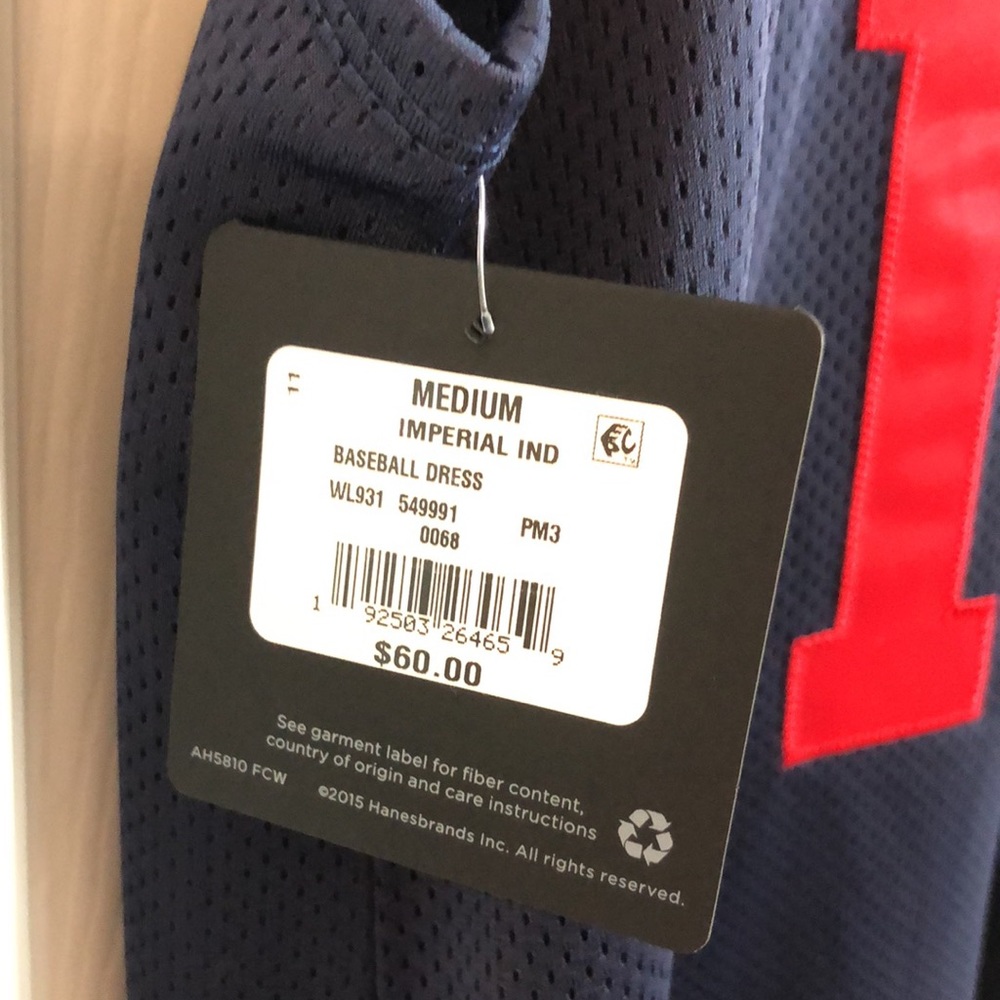 11
MEDIUM
IMPERIAL IND
BASEBALL DRESS
WL931 549991
0068 PM3
1 92503 26465 9
$60.00
See garment label for fiber content,
country of origin and care instructions
AH5810 FCW
©2015 Hanesbrands Inc. All rights reserved.